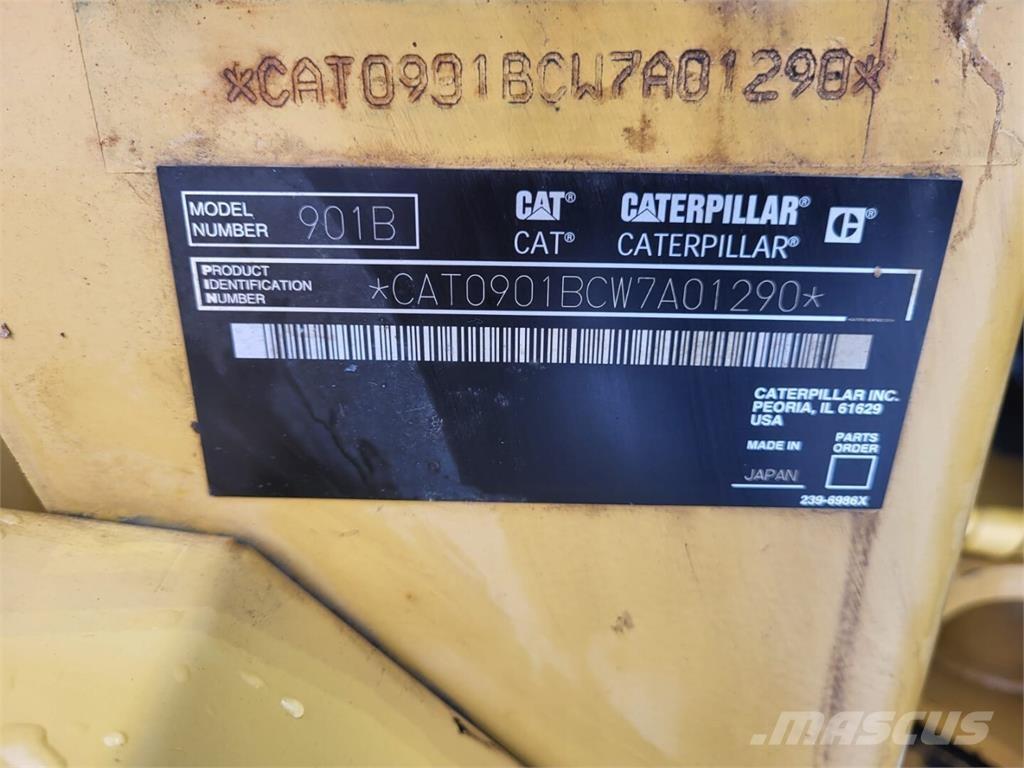 *CAT0901BCW7A01290*
MODEL NUMBER 901B
CAT® CATERPILLAR® C®
CAT® CATERPILLAR®
PRODUCT IDENTIFICATION NUMBER *CAT0901BCW7A01290*
CATERPILLAR INC.
PEORIA, IL 61629
USA
MADE IN
JAPAN
PARTS
ORDER
239-6986X
MASCUS